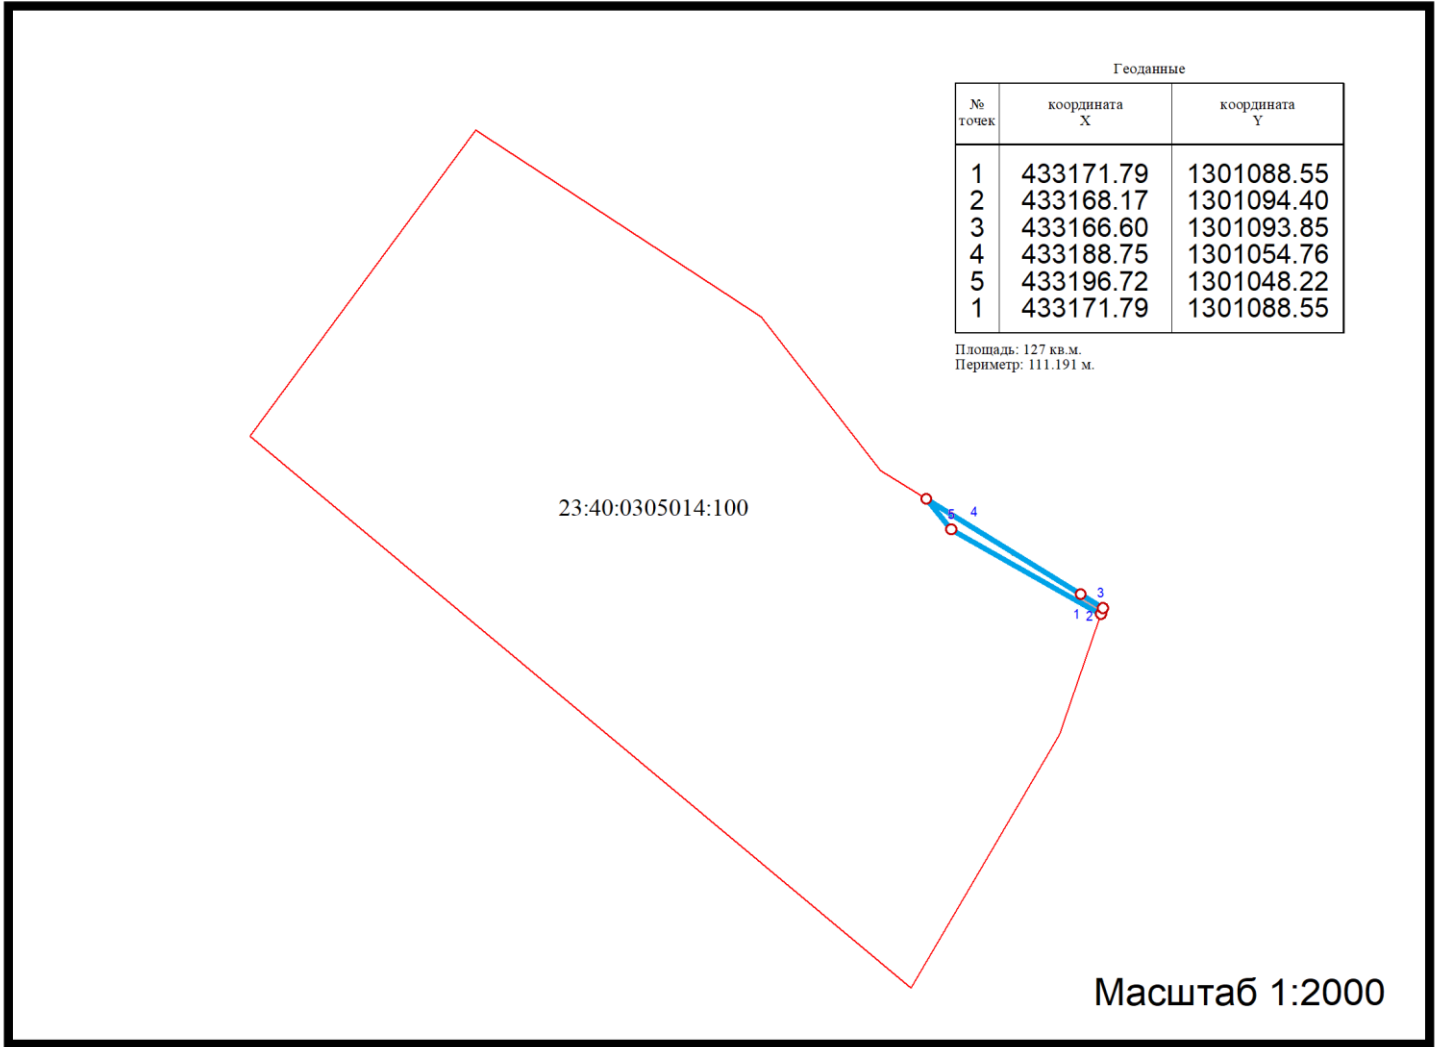 Геоданные
№ точек координата X координата Y
1 433171.79 1301088.55
2 433168.17 1301094.40
3 433166.60 1301093.85
4 433188.75 1301054.76
5 433196.72 1301048.22
1 433171.79 1301088.55
Площадь: 127 кв.м.
Периметр: 111.191 м.
23:40:0305014:100
5 4
3
1 2
Масштаб 1:2000